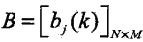 B = [b_j(k)]_{N×M}